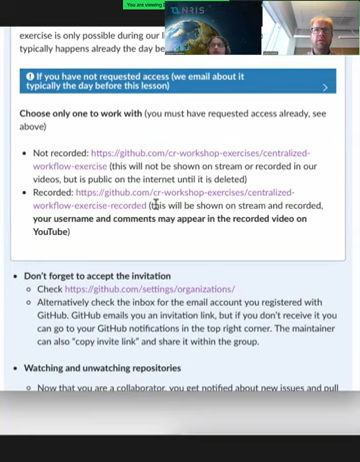 You are viewing
exercise is only possible during our l
typically happens already the day be
NRIS
If you have not requested access (we email about it
typically the day before this lesson)
Choose only one to work with (you must have requested access already, see
above)
• Not recorded: https://github.com/cr-workshop-exercises/centralized-
workflow-exercise (this will not be shown on stream or recorded in our
videos, but is public on the internet until it is deleted)
• Recorded: https://github.com/cr-workshop-exercises/centralized-
workflow-exercise-recorded (this will be shown on stream and recorded,
your username and comments may appear in the recorded video on
YouTube)
• Don't forget to accept the invitation
Check https://github.com/settings/organizations/
Alternatively check the inbox for the email account you registered with
GitHub. GitHub emails you an invitation link, but if you don't receive it you
can go to your GitHub notifications in the top right corner. The maintainer
can also "copy invite link" and share it within the group.
• Watching and unwatching repositories
Now that you are a collaborator, you get notified about new issues and pull